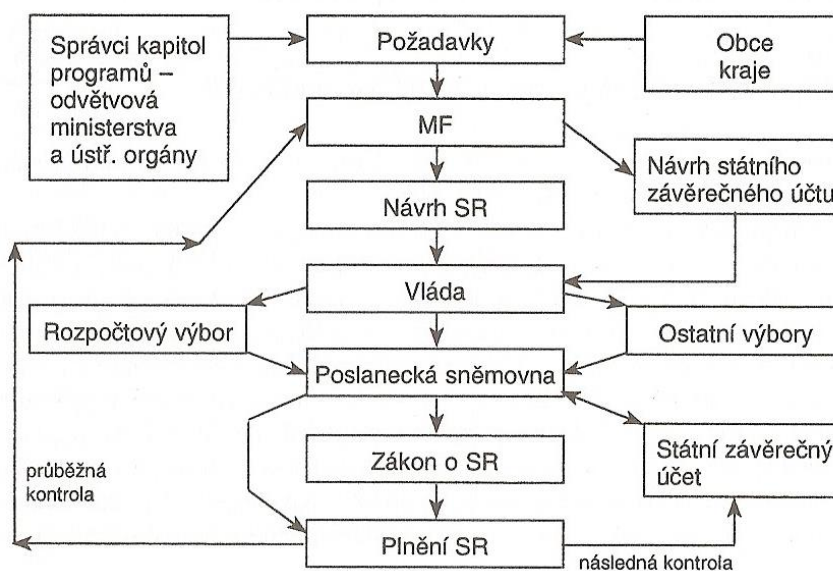 Správci kapitol
programů –
odvětvová
ministerstva
a ústř. orgány
Požadavky
Obce
kraje
MF
Návrh státního
závěrečného účtu
Návrh SR
Vláda
Rozpočtový výbor
Ostatní výbory
Poslanecká sněmovna
Zákon o SR
Státní závěrečný
účet
průběžná
kontrola
Plnění SR
následná kontrola